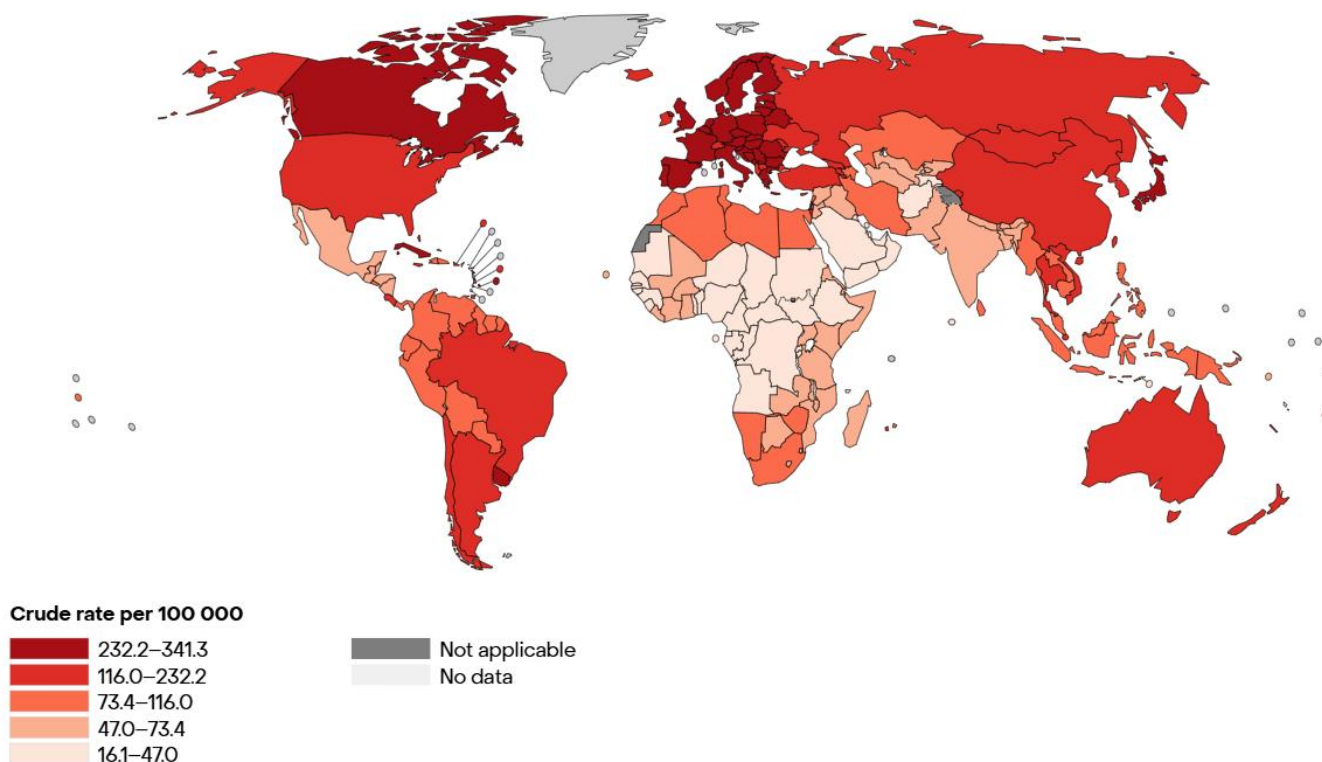 Crude rate per 100 000
232.2–341.3
116.0–232.2
73.4–116.0
47.0–73.4
16.1–47.0
Not applicable
No data